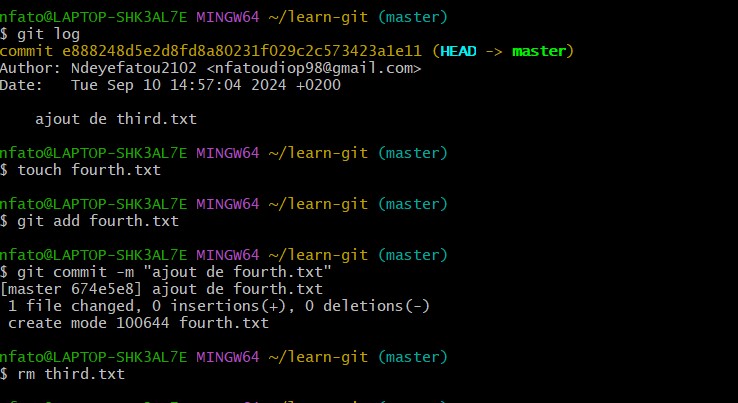 nfato@LAPTOP-SHK3AL7E MINGW64 ~/learn-git (master)
$ git log
commit e888248d5e2d8fd8a80231f029c2c573423a1e11 (HEAD -> master)
Author: Ndeyefatou2102 <nfatoudiop98@gmail.com>
Date:   Tue Sep 10 14:57:04 2024 +0200
    ajout de third.txt
nfato@LAPTOP-SHK3AL7E MINGW64 ~/learn-git (master)
$ touch fourth.txt
nfato@LAPTOP-SHK3AL7E MINGW64 ~/learn-git (master)
$ git add fourth.txt
nfato@LAPTOP-SHK3AL7E MINGW64 ~/learn-git (master)
$ git commit -m "ajout de fourth.txt"
[master 674e5e8] ajout de fourth.txt
 1 file changed, 0 insertions(+), 0 deletions(-)
 create mode 100644 fourth.txt
nfato@LAPTOP-SHK3AL7E MINGW64 ~/learn-git (master)
$ rm third.txt